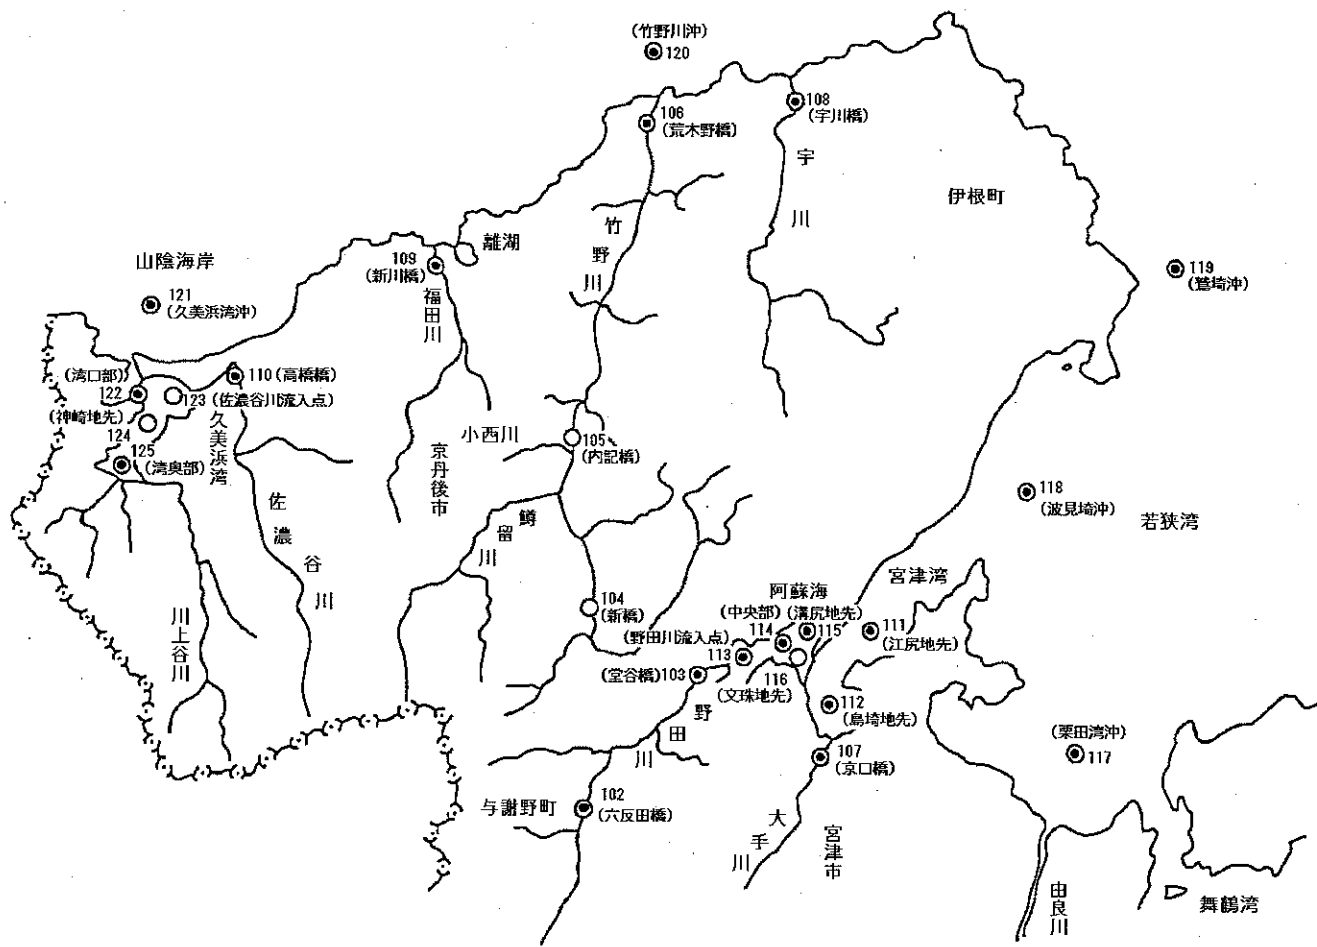 (竹野川沖)
120
108
(宇川橋)
106
(荒木野橋)
宇川
伊根町
竹野川
離湖
山陰海岸
109
(新川橋)
119
(鷲埼沖)
121
(久美浜湾沖)
福田川
(湾口部)
110(高橋橋)
122
123(佐濃谷川流入点)
(神崎地先)
124
久美浜湾
小西川
105
(内記橋)
125
(湾奥部)
京丹後市
118
(波見埼沖)
若狭湾
佐濃谷川
鱒留川
宮津湾
阿蘇海
104
(新橋)
(中央部)
(溝尻地先)
川上谷川
(野田川流入点)
114
115
111
(江尻地先)
113
(堂谷橋)103
116
(文珠地先)
112
(島埼地先)
野田川
(栗田湾沖)
117
107
(京口橋)
与謝野町
102
(六反田橋)
大手川
宮津市
由良川
舞鶴湾